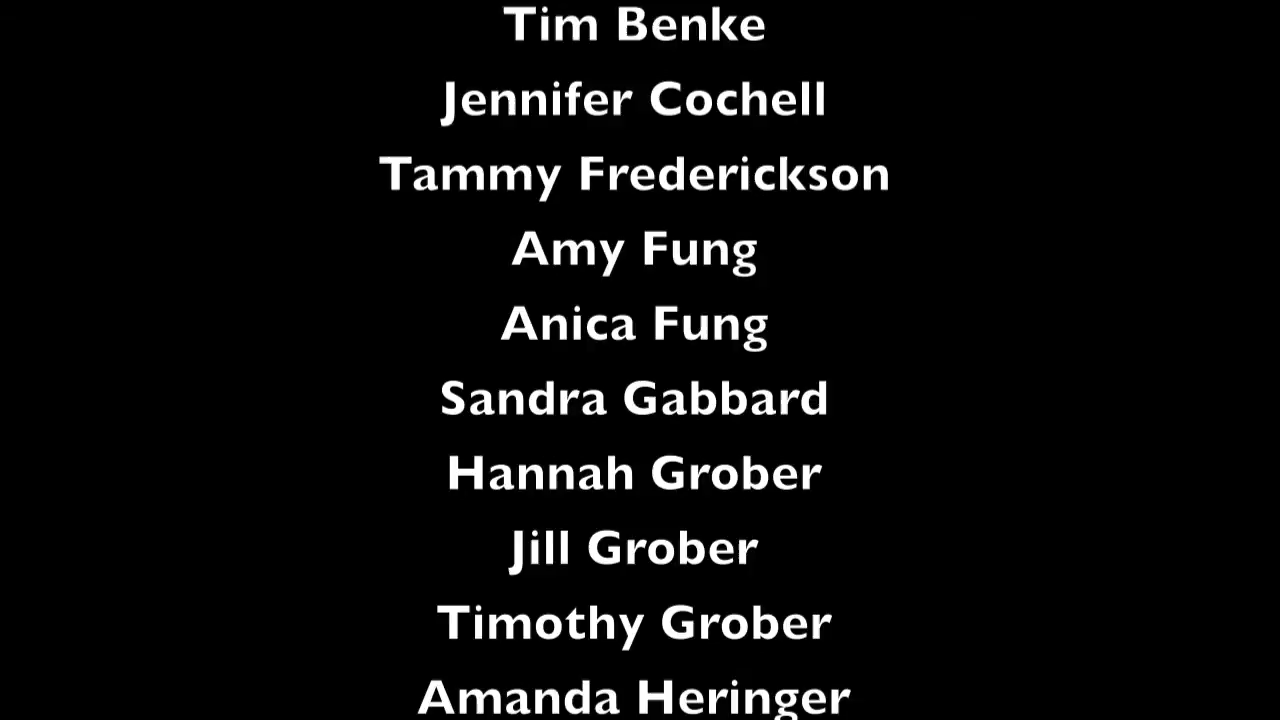 Tim Benke
Jennifer Cochell
Tammy Frederickson
Amy Fung
Anica Fung
Sandra Gabbard
Hannah Grober
Jill Grober
Timothy Grober
Amanda Heringer